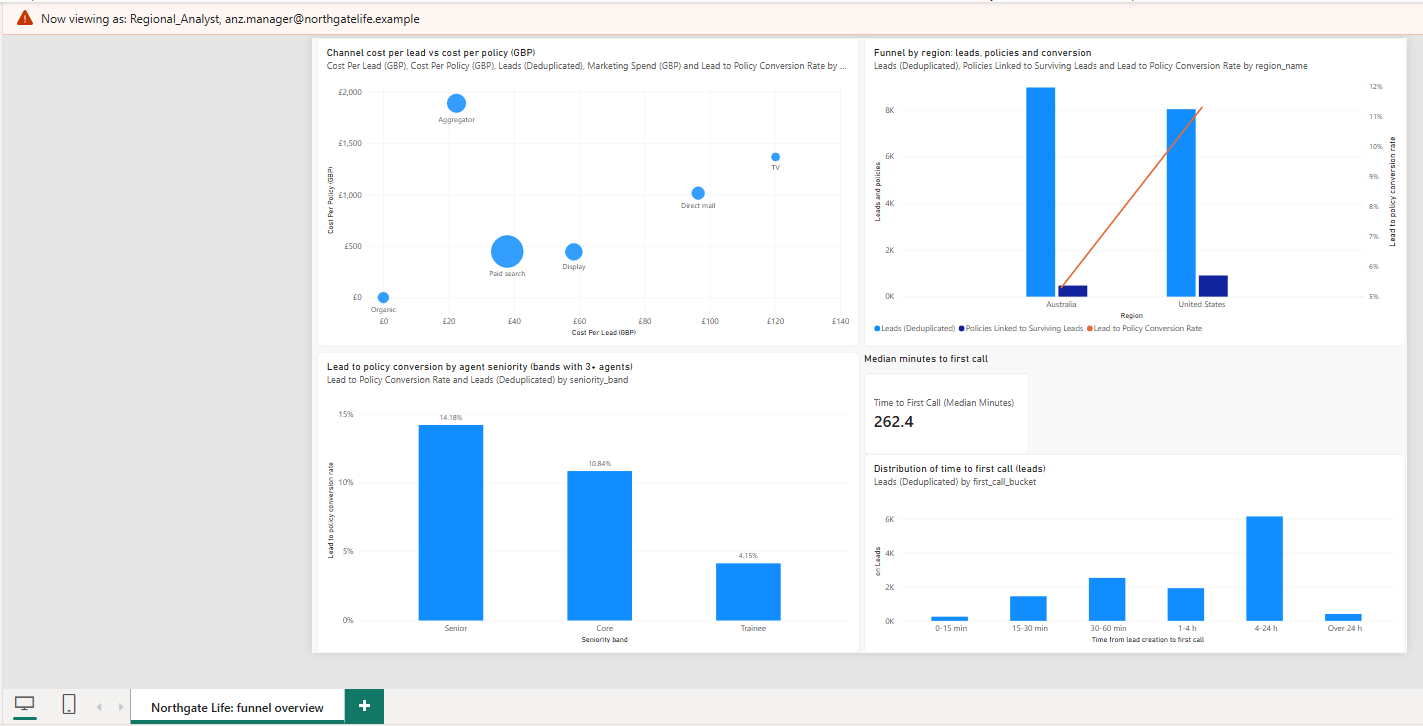 Now viewing as: Regional_Analyst, anz.manager@northgatelife.example
Channel cost per lead vs cost per policy (GBP)
Cost Per Lead (GBP), Cost Per Policy (GBP), Leads (Deduplicated), Marketing Spend (GBP) and Lead to Policy Conversion Rate by ...
Cost Per Policy (GBP)
£2,000
£1,500
£1,000
£500
£0
Aggregator
TV
Direct mail
Paid search
Display
Organic
£0 £20 £40 £60 £80 £100 £120 £140
Cost Per Lead (GBP)
Funnel by region: leads, policies and conversion
Leads (Deduplicated), Policies Linked to Surviving Leads and Lead to Policy Conversion Rate by region_name
Leads and policies
8K
6K
4K
2K
0K
12%
11%
10%
9%
8%
7%
6%
5%
Lead to policy conversion rate
Australia United States
Region
Leads (Deduplicated) Policies Linked to Surviving Leads Lead to Policy Conversion Rate
Lead to policy conversion by agent seniority (bands with 3+ agents)
Lead to Policy Conversion Rate and Leads (Deduplicated) by seniority_band
Lead to policy conversion rate
15%
10%
5%
0%
14.18%
10.84%
4.15%
Senior Core Trainee
Seniority band
Median minutes to first call
Time to First Call (Median Minutes)
262.4
Distribution of time to first call (leads)
Leads (Deduplicated) by first_call_bucket
on Leads
6K
4K
2K
0K
0-15 min 15-30 min 30-60 min 1-4 h 4-24 h Over 24 h
Time from lead creation to first call
Northgate Life: funnel overview
+